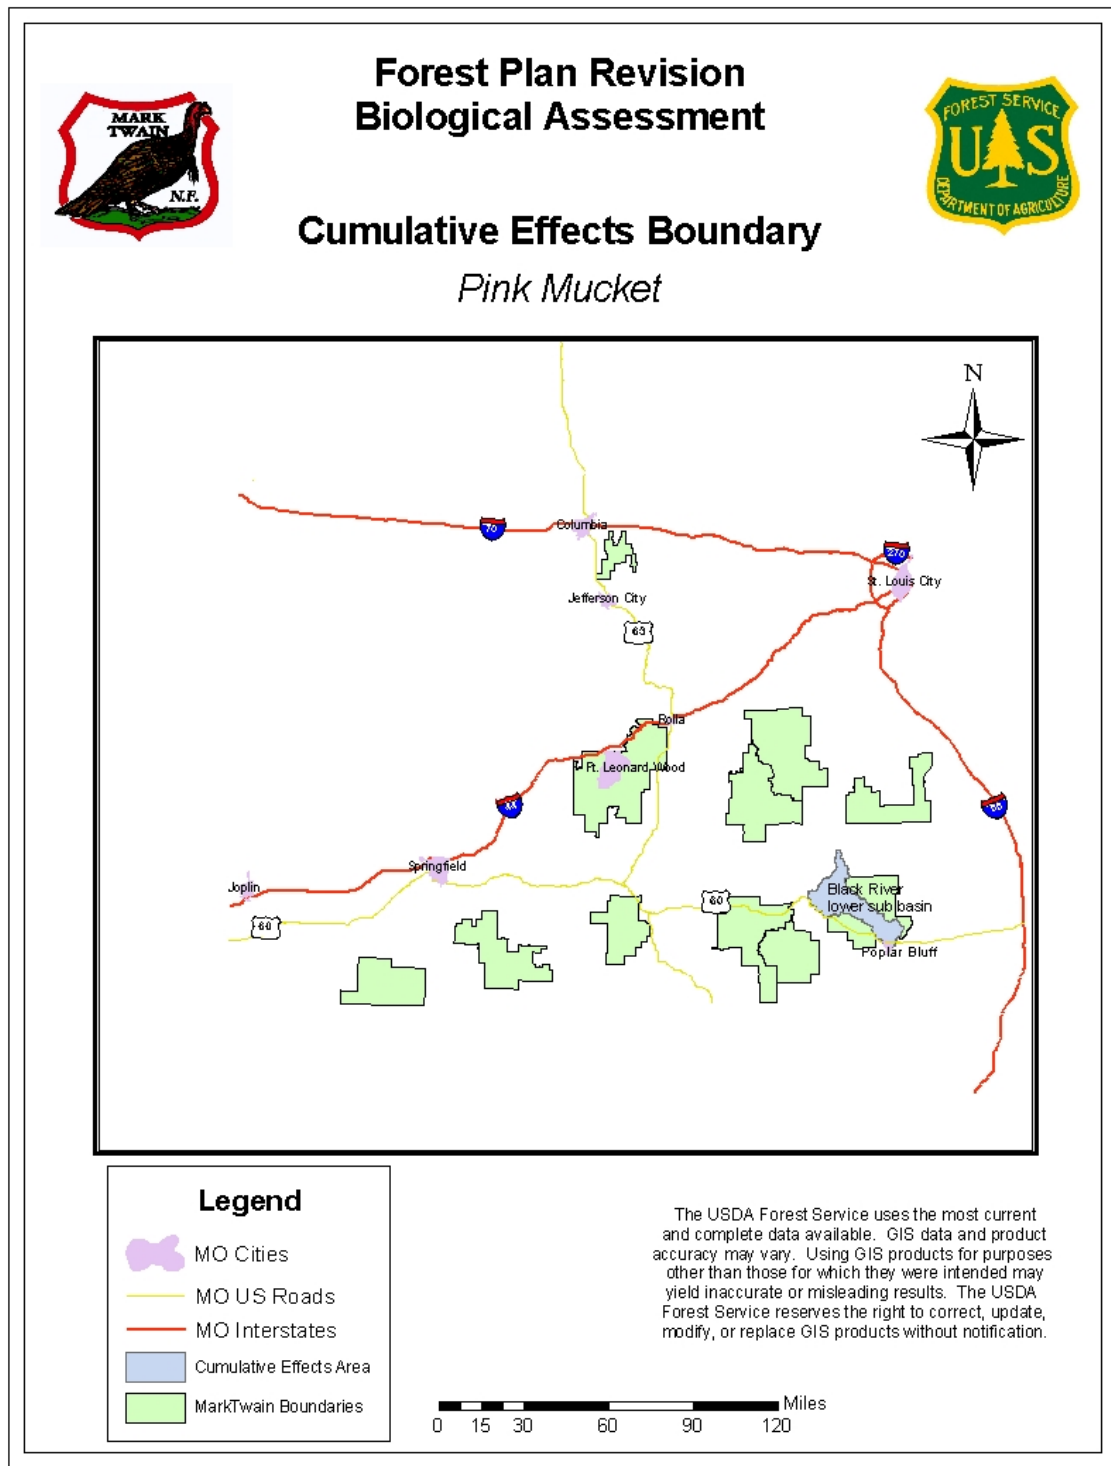 Forest Plan Revision
Biological Assessment
MARK
TWAIN
N.F.
FOREST SERVICE
U S
DEPARTMENT OF AGRICULTURE
Cumulative Effects Boundary
Pink Mucket
N
70
Columbia
270
St. Louis City
Jefferson City
63
Rolla
Ft. Leonard Wood
44
55
Springfield
Joplin
60
60
Black River
lower sub basin
Poplar Bluff
Legend
MO Cities
MO US Roads
MO Interstates
Cumulative Effects Area
MarkTwain Boundaries
The USDA Forest Service uses the most current
and complete data available. GIS data and product
accuracy may vary. Using GIS products for purposes
other than those for which they were intended may
yield inaccurate or misleading results. The USDA
Forest Service reserves the right to correct, update,
modify, or replace GIS products without notification.
Miles
0 15 30 60 90 120